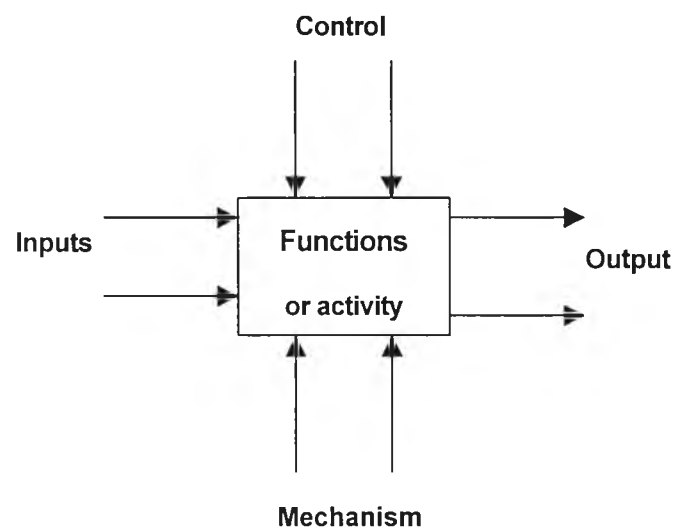 Control
Inputs
Functions
or activity
Output
Mechanism